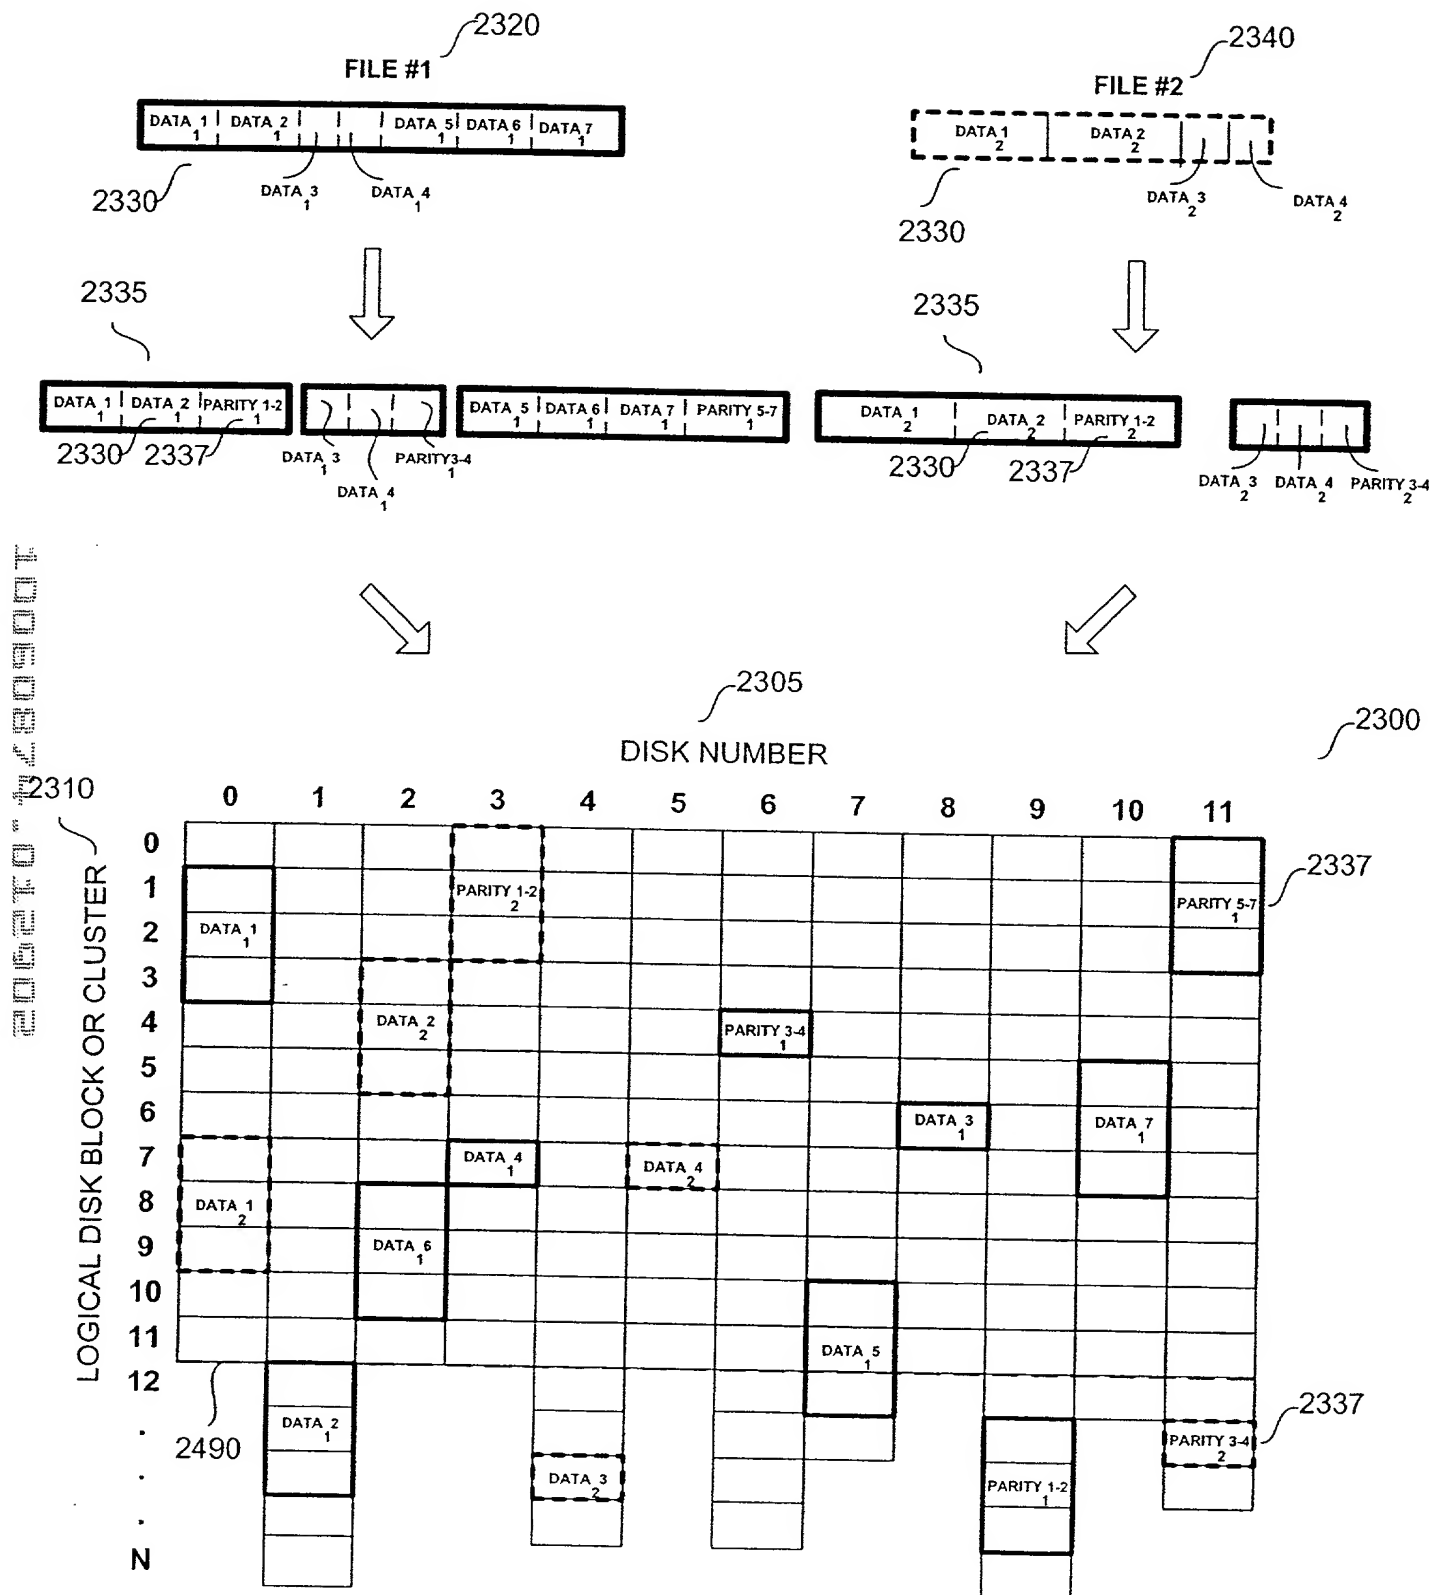 2320
FILE #1
DATA 1 1 DATA 2 1 DATA 5 1 DATA 6 1 DATA 7 1
2330 DATA 3 1 DATA 4 1
2340
FILE #2
DATA 1 2 DATA 2 2
2330 DATA 3 2 DATA 4 2
2335
DATA 1 1 DATA 2 1 PARITY 1-2 1
2330 2337
DATA 3 1 DATA 4 1 PARITY 3-4 1
DATA 5 1 DATA 6 1 DATA 7 1 PARITY 5-7 1
2335
DATA 1 2 DATA 2 2 PARITY 1-2 2
2330 2337
DATA 3 2 DATA 4 2 PARITY 3-4 2
10060874.012902
2305
2300
DISK NUMBER
2310
LOGICAL DISK BLOCK OR CLUSTER
0 1 2 3 4 5 6 7 8 9 10 11
0
1 PARITY 1-2 2 PARITY 5-7 1 2337
2 DATA 1 1
3
4 DATA 2 2 PARITY 3-4 1
5
6 DATA 3 1 DATA 7 1
7 DATA 4 1 DATA 4 2
8 DATA 1 2
9 DATA 6 1
10
11 DATA 5 1
12
. DATA 2 1 PARITY 3-4 2 2337
2490
. DATA 3 2 PARITY 1-2 1
.
N